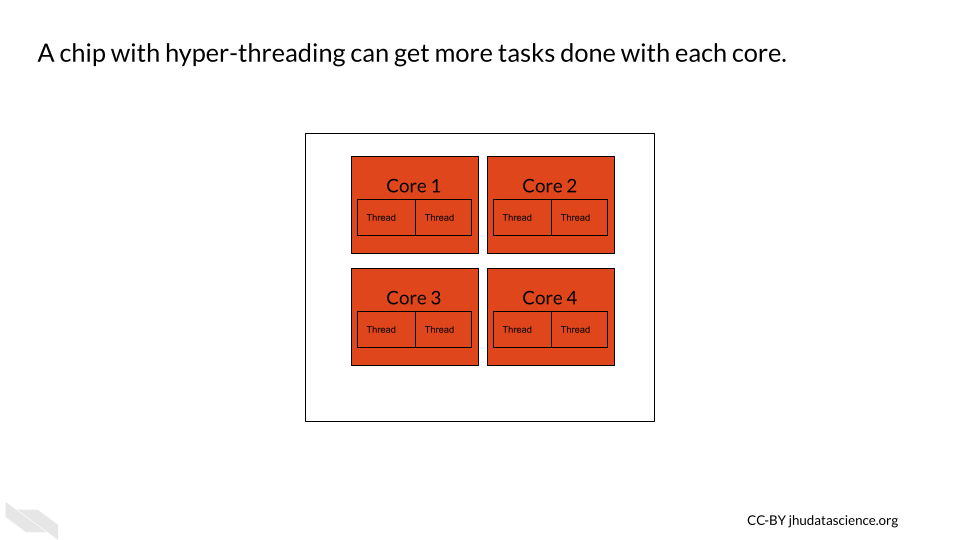 A chip with hyper-threading can get more tasks done with each core.
Core 1
Thread Thread
Core 2
Thread Thread
Core 3
Thread Thread
Core 4
Thread Thread
CC-BY jhudatascience.org